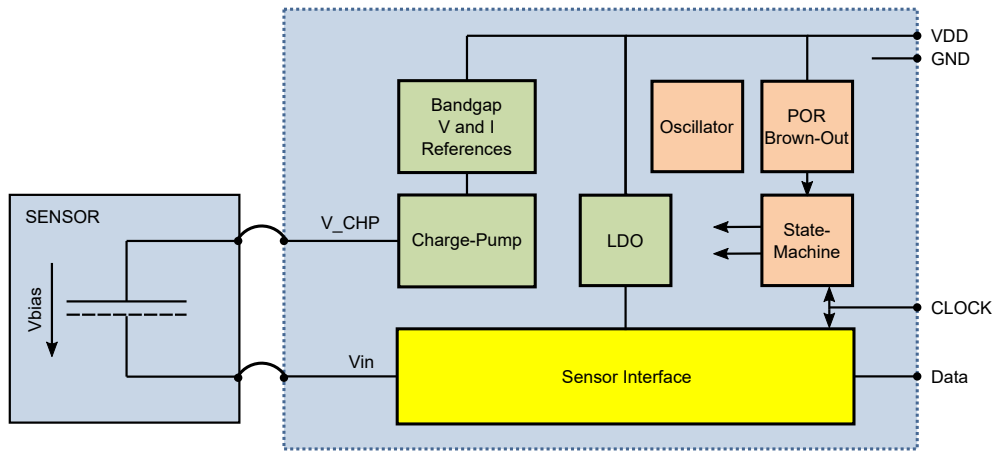 VDD
GND
Bandgap
V and I
References
Oscillator
POR
Brown-Out
SENSOR
V_CHP
Charge-Pump
LDO
State-
Machine
Vbias
CLOCK
Vin
Sensor Interface
Data